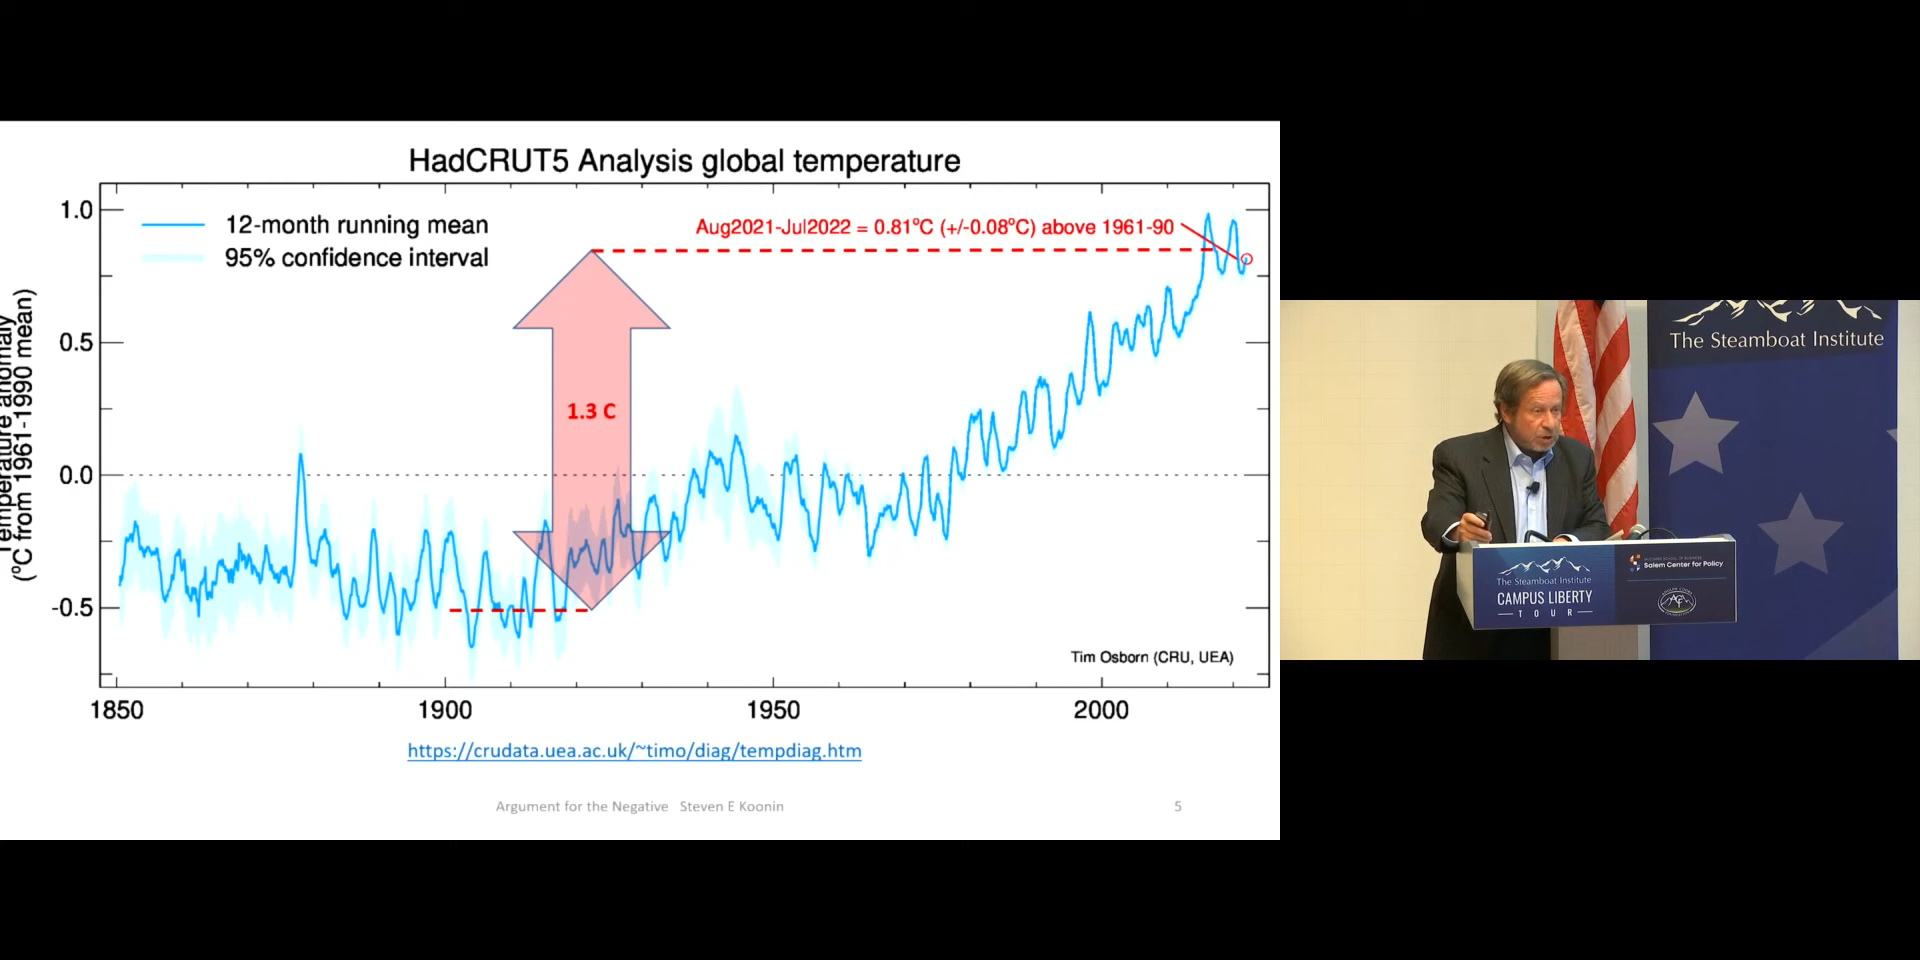 HadCRUT5 Analysis global temperature
1.0
12-month running mean
95% confidence interval
Aug2021-Jul2022 = 0.81ºC (+/-0.08ºC) above 1961-90
Temperature anomaly
(ºC from 1961-1990 mean)
0.5
1.3 C
0.0
-0.5
Tim Osborn (CRU, UEA)
1850 1900 1950 2000
https://crudata.uea.ac.uk/~timo/diag/tempdiag.htm
Argument for the Negative Steven E Koonin 5
The Steamboat Institute
The Steamboat Institute
CAMPUS LIBERTY
TOUR
Salem Center for Policy